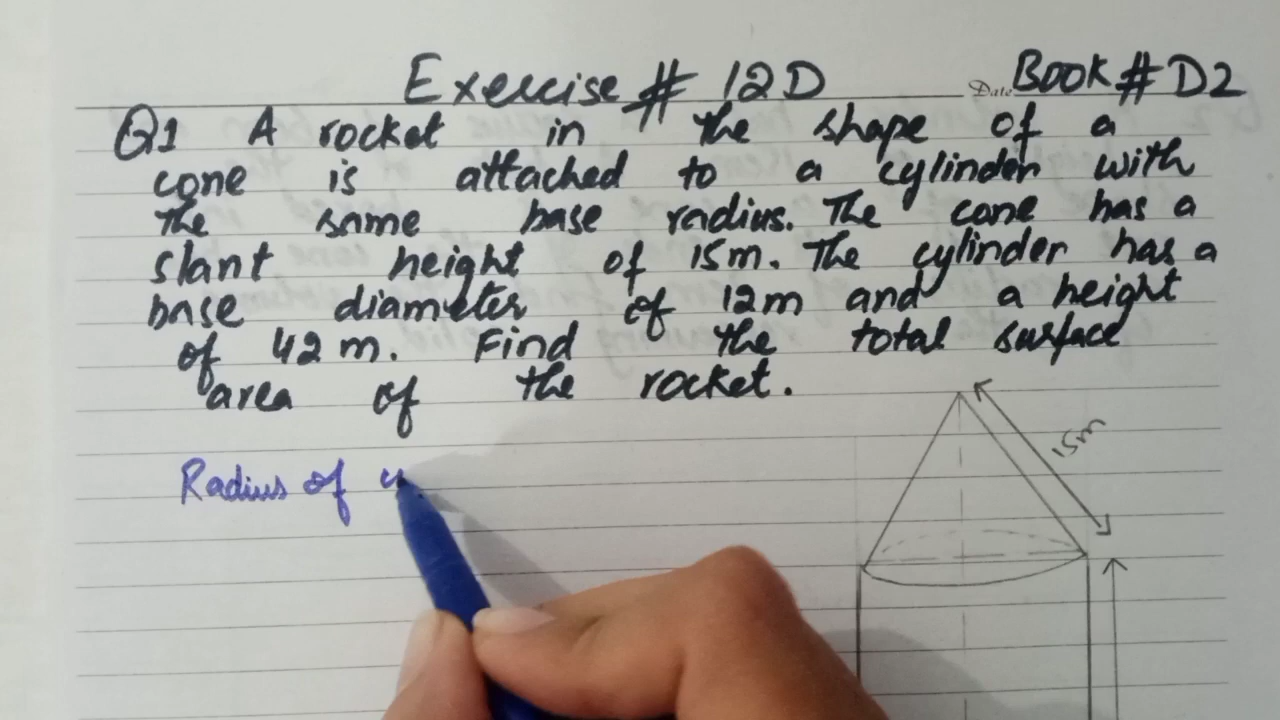 Exercise # 12D Date BOOK # D2
Q1 A rocket in the shape of a
cone is attached to a cylinder with
the same base radius. The cone has a
slant height of 15m. The cylinder has a
base diameter of 12m and a height
of 42 m. Find the total surface
area of the rocket.
15m
Radius of